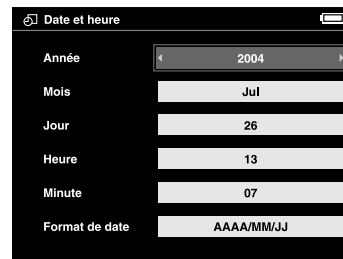 Date et heure
Année 2004
Mois Jul
Jour 26
Heure 13
Minute 07
Format de date AAAA/MM/JJ